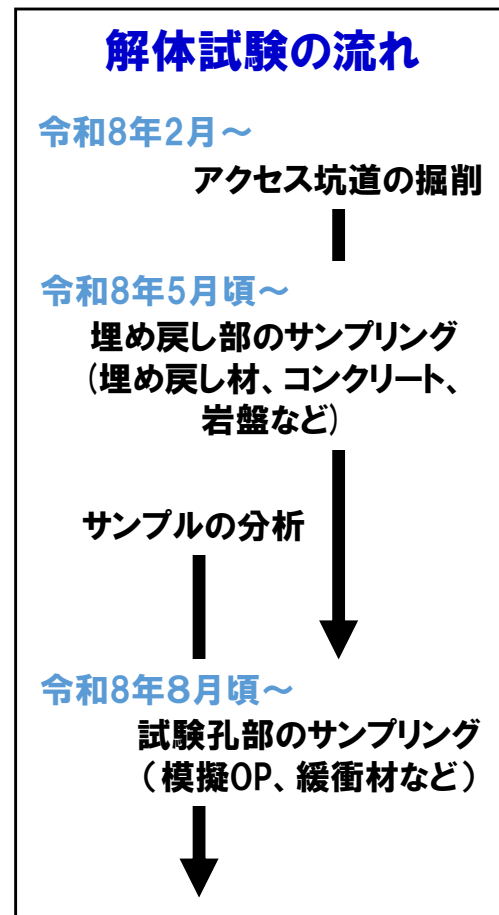 解体試験の流れ
令和8年2月～
アクセス坑道の掘削
令和8年5月頃～
埋め戻し部のサンプリング
(埋め戻し材、コンクリート、
岩盤など)
サンプルの分析
令和8年８月頃～
試験孔部のサンプリング
（模擬OP、緩衝材など）